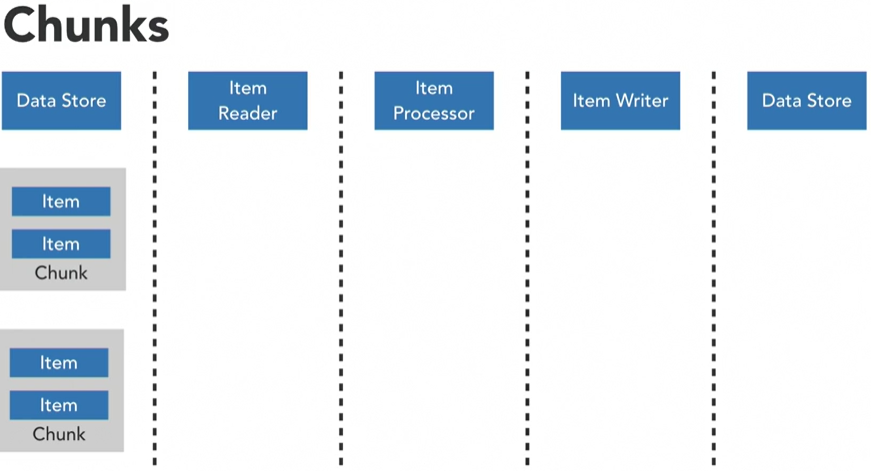 Chunks
Data Store
Item
Reader
Item
Processor
Item Writer
Data Store
Item
Item
Chunk
Item
Item
Chunk